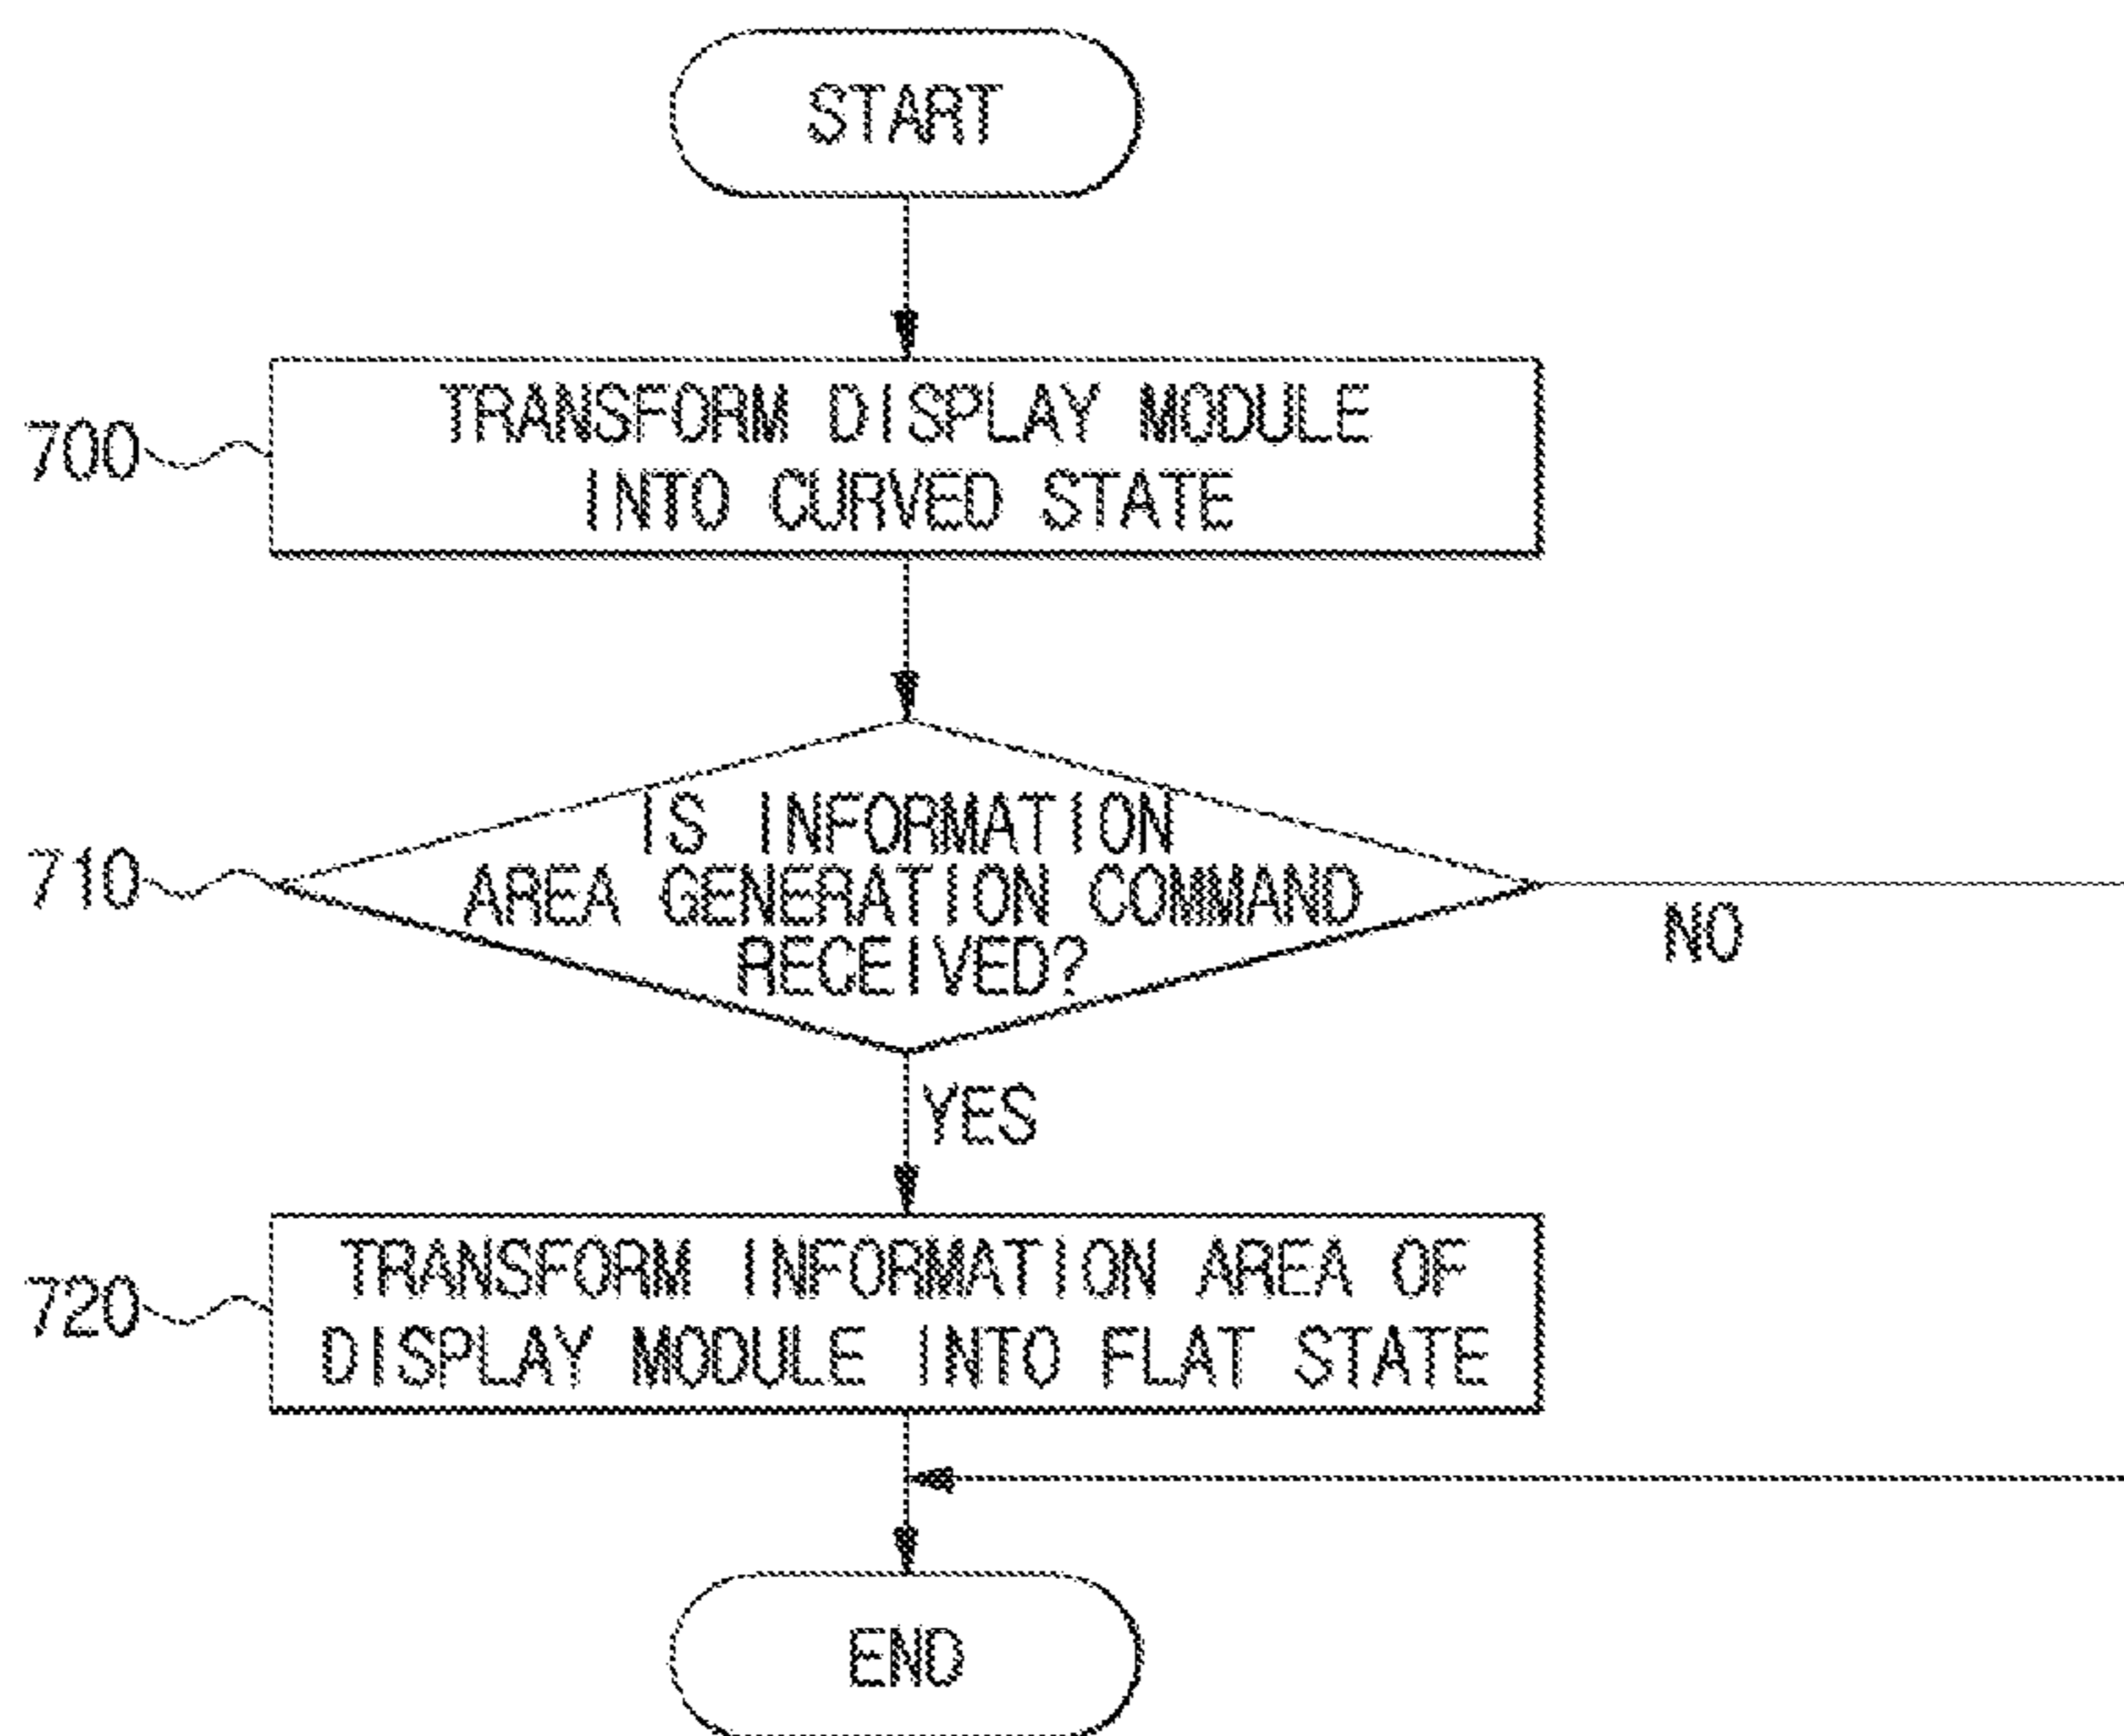 START
700
TRANSFORM DISPLAY MODULE
INTO CURVED STATE
710
IS INFORMATION
AREA GENERATION COMMAND
RECEIVED?
NO
YES
720
TRANSFORM INFORMATION AREA OF
DISPLAY MODULE INTO FLAT STATE
END